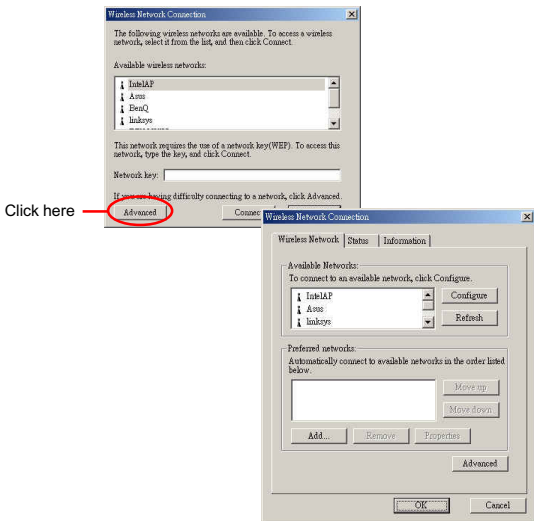 Wireless Network Connection
The following wireless networks are available. To access a wireless
network, select it from the list, and then click Connect.
Available wireless networks:
IntelAP
Asus
BenQ
linksys
This network requires the use of a network key(WEP). To access this
network, type the key, and click Connect.
Network key:
If you are having difficulty connecting to a network, click Advanced.
Click here
Advanced
Connec
Wireless Network Connection
Wireless Network
Status
Information
Available Networks:
To connect to an available network, click Configure.
IntelAP
Asus
linksys
Configure
Refresh
Preferred networks:
Automatically connect to available networks in the order listed
below.
Move up
Move down
Add...
Remove
Properties
Advanced
OK
Cancel